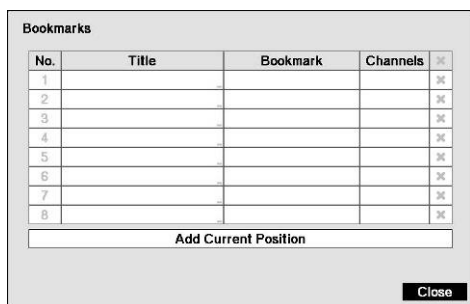 Bookmarks
No. Title Bookmark Channels ×
1 ... ×
2 ... ×
3 ... ×
4 ... ×
5 ... ×
6 ... ×
7 ... ×
8 ... ×
Add Current Position
Close